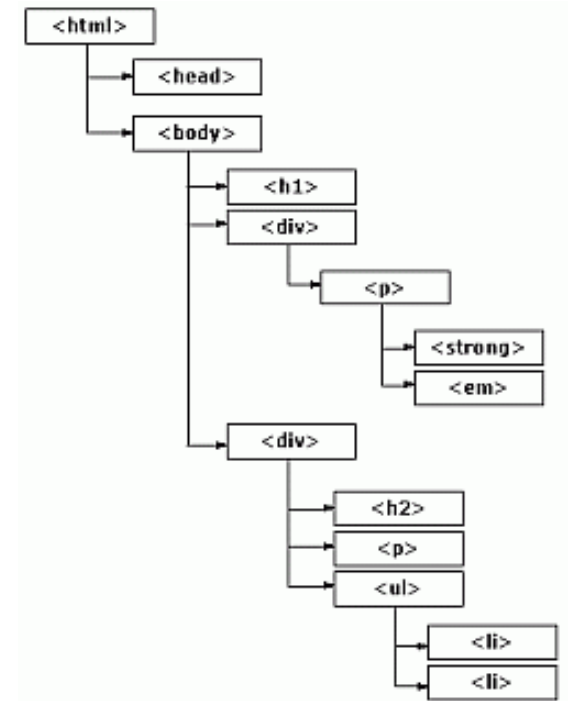 <html>
<head>
<body>
<h1>
<div>
<p>
<strong>
<em>
<div>
<h2>
<p>
<ul>
<li>
<li>